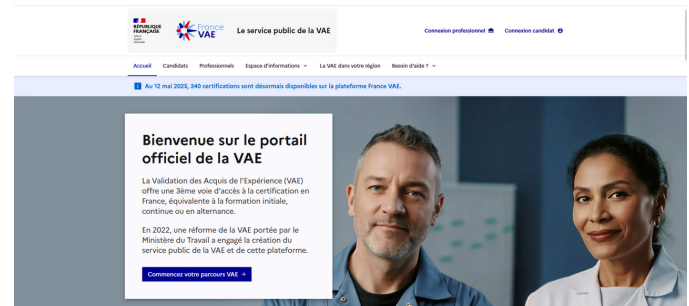 RÉPUBLIQUE
FRANÇAISE
France
VAE
Le service public de la VAE
Connexion professionnel
Connexion candidat
Accueil
Candidats
Professionnels
Espace d'informations
La VAE dans votre région
Besoin d'aide ?
Au 12 mai 2025, 340 certifications sont désormais disponibles sur la plateforme France VAE.
Bienvenue sur le portail
officiel de la VAE
La Validation des Acquis de l'Expérience (VAE)
offre une 3ème voie d'accès à la certification en
France, équivalente à la formation initiale,
continue ou en alternance.
En 2022, une réforme de la VAE portée par le
Ministère du Travail a engagé la création du
service public de la VAE et de cette plateforme.
Commencez votre parcours VAE →